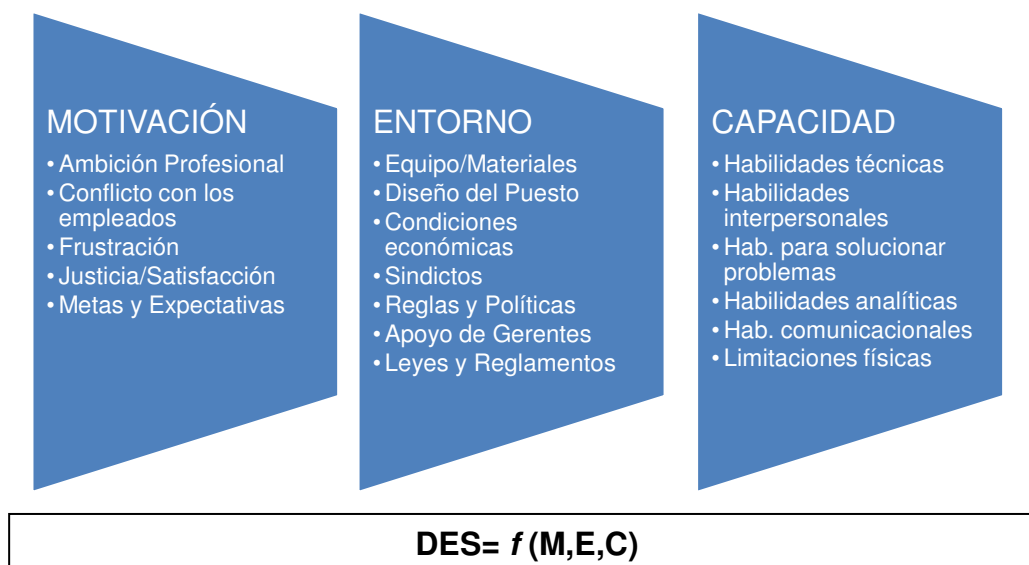 MOTIVACIÓN
• Ambición Profesional
• Conflicto con los
empleados
• Frustración
• Justicia/Satisfacción
• Metas y Expectativas
ENTORNO
• Equipo/Materiales
• Diseño del Puesto
• Condiciones
económicas
• Sindictos
• Reglas y Políticas
• Apoyo de Gerentes
• Leyes y Reglamentos
CAPACIDAD
• Habilidades técnicas
• Habilidades
interpersonales
• Hab. para solucionar
problemas
• Habilidades analíticas
• Hab. comunicacionales
• Limitaciones físicas
DES= f (M,E,C)